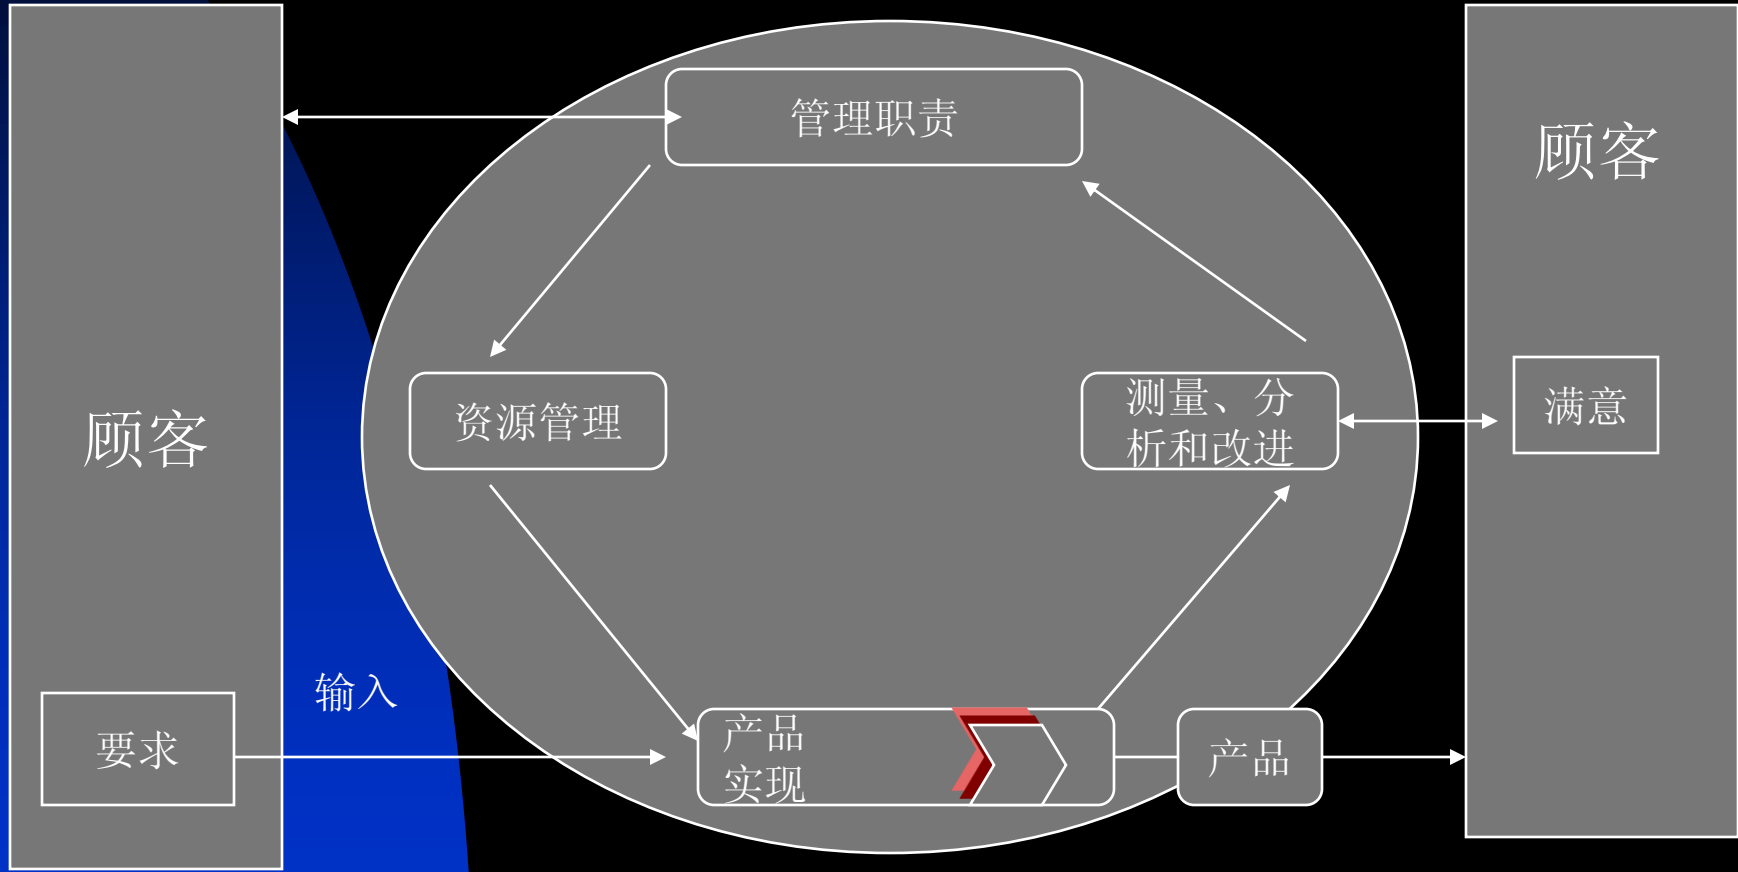 管理职责
顾客
顾客
资源管理
测量、分
析和改进
满意
输入
要求
产品
实现
产品